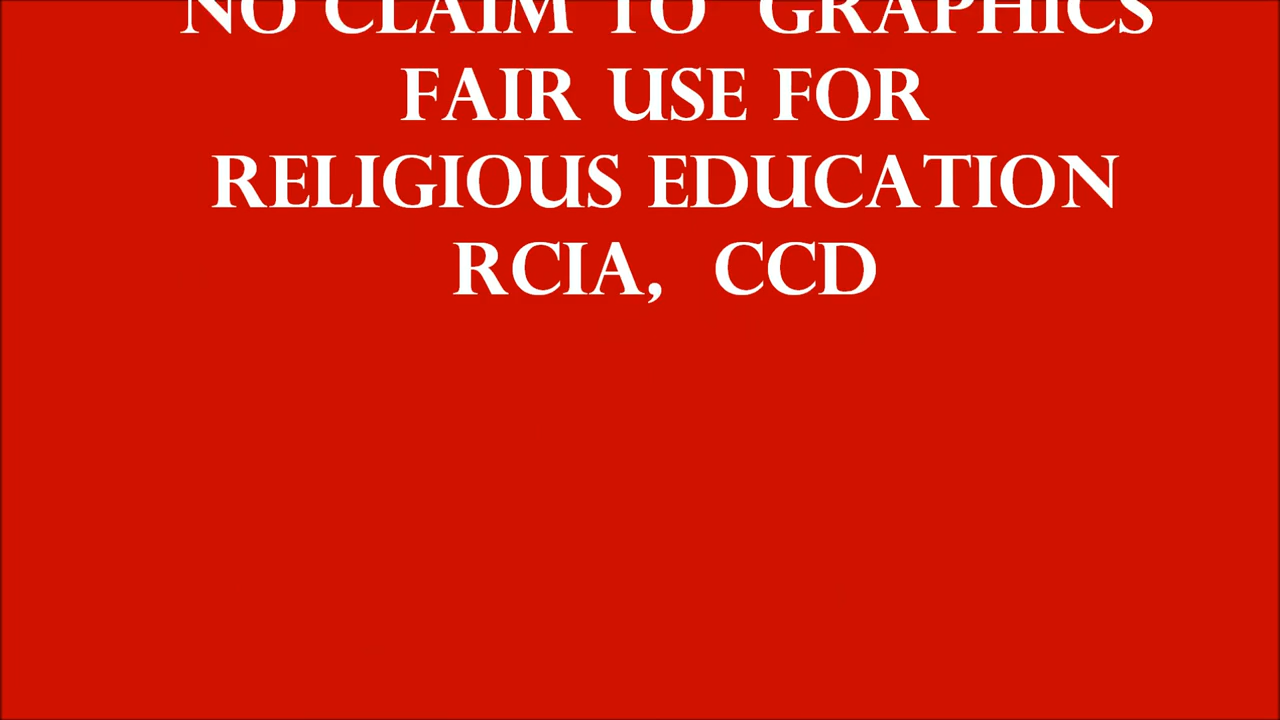 NO CLAIM TO GRAPHICS
FAIR USE FOR
RELIGIOUS EDUCATION
RCIA, CCD